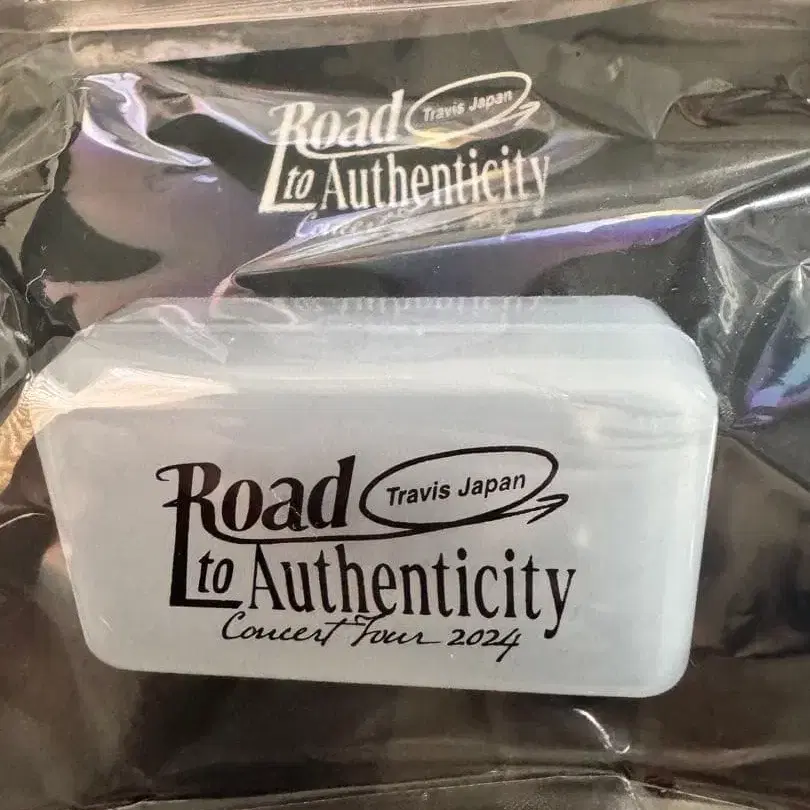 Road Travis Japan
to Authenticity
Road Travis Japan
to Authenticity
Concert Tour 2024